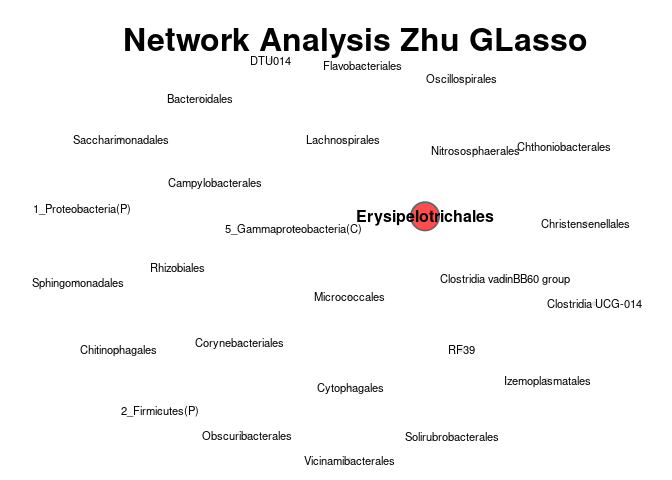 Network Analysis Zhu GLasso
DTU014
Flavobacteriales
Oscillospirales
Bacteroidales
Saccharimonadales
Lachnospirales
Nitrososphaerales
Chthoniobacterales
Campylobacterales
1_Proteobacteria(P)
Erysipelotrichales
5_Gammaproteobacteria(C)
Christensenellales
Rhizobiales
Sphingomonadales
Clostridia vadinBB60 group
Micrococcales
Clostridia UCG-014
Chitinophagales
Corynebacteriales
RF39
Cytophagales
Izemoplasmatales
2_Firmicutes(P)
Obscuribacterales
Solirubrobacterales
Vicinamibacterales